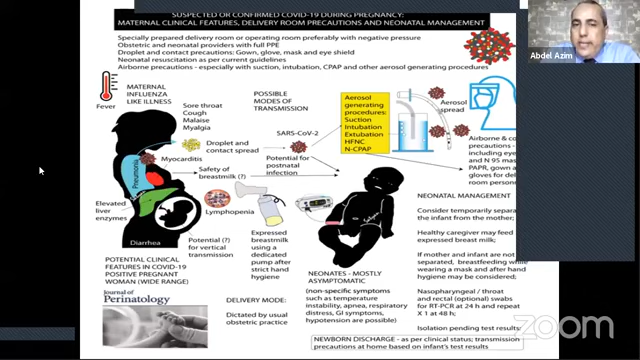 SUSPECTED OR CONFIRMED COVID-19 DURING PREGNANCY:
MATERNAL CLINICAL FEATURES, DELIVERY ROOM PRECAUTIONS AND NEONATAL MANAGEMENT
Specially prepared delivery room or operating room preferably with negative pressure
Obstetric and neonatal providers with full PPE
Droplet and contact precautions: Gown, glove, mask and eye shield
Neonatal resuscitation as per current guidelines
Airborne precautions - especially with suction, intubation, CPAP and other aerosol generating procedures
Abdel Azim
Fever
MATERNAL
INFLUENZA
LIKE ILLNESS
Sore throat
Cough
Malaise
Myalgia
POSSIBLE
MODES OF
TRANSMISSION
SARS-CoV-2
Aerosol
generating
procedures:
Suction
Intubation
Extubation
HFNC
N-CPAP
Aerosol
spread
Droplet and
contact spread
Myocarditis
Pneumonia
Safety of
breastmilk (?)
Potential for
postnatal
infection
Airborne & co
precautions -
including eye
and N 95 mas
PAPR, gown a
gloves for deliv
room personne
Elevated
liver
enzymes
Lymphopenia
Diarrhea
Potential (?)
for vertical
transmission
Expressed
breastmilk
using a
dedicated
pump after
strict hand
hygiene
NEONATAL MANAGEMENT
Consider temporarily separa
the infant from the mother;
Healthy caregiver may feed
expressed breast milk.
If mother and infant are not
separated, breastfeeding whi
wearing a mask and after hand
hygiene may be considered;
Nasopharyngeal / throat
and rectal (optional) swabs
for RT-PCR at 24 h and repeat
X 1 at 48 hrs;
Isolation pending test results;
POTENTIAL CLINICAL
FEATURES IN COVID-19
POSITIVE PREGNANT
WOMAN (WIDE RANGE)
Journal of
Perinatology
DELIVERY MODE:
Dictated by usual
obstetric practice
NEONATES - MOSTLY
ASYMPTOMATIC
(non-specific symptoms
such as temperature
instability, apnea, respiratory
distress, GI symptoms,
hypotension are possible)
NEWBORN DISCHARGE - as per clinical status; transmission
precautions at home based on infant's test results
zoom